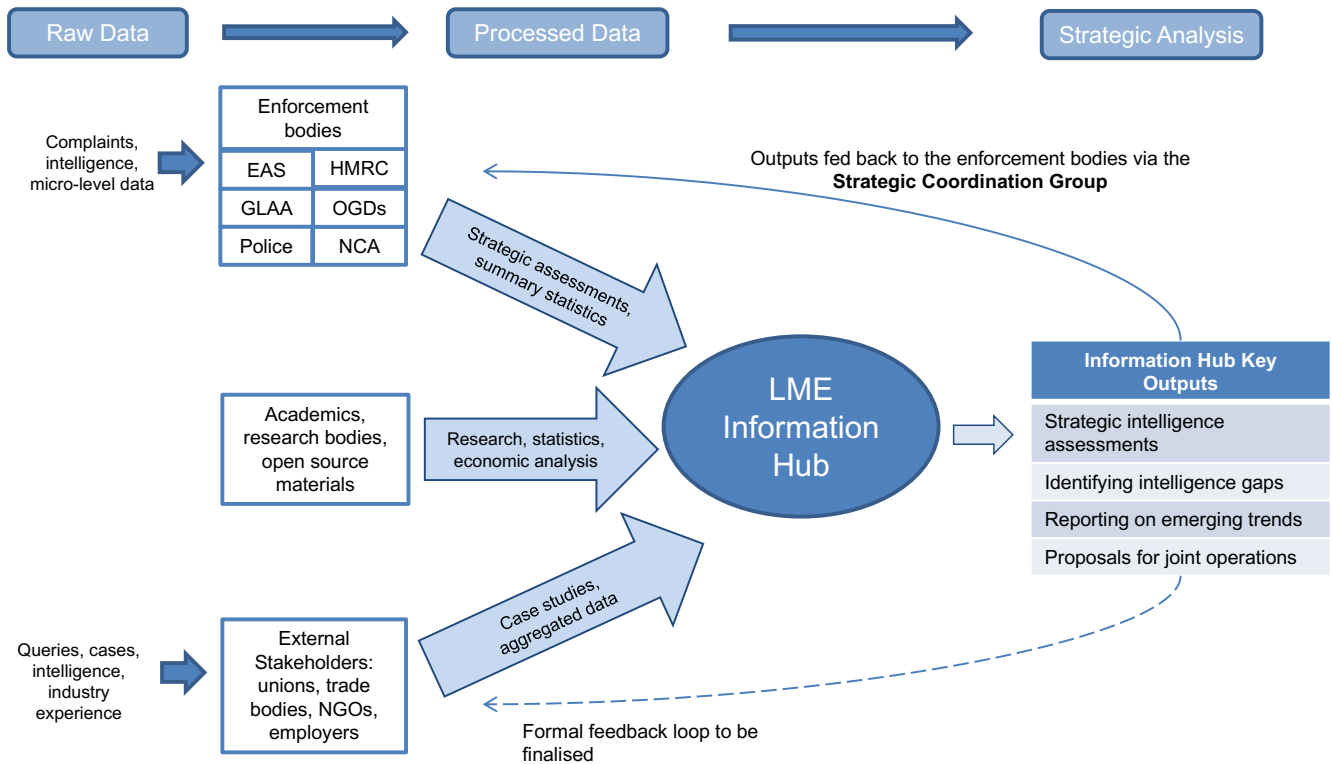 Raw Data
Processed Data
Strategic Analysis
Complaints,
intelligence,
micro-level data
Enforcement
bodies
EAS
HMRC
GLAA
OGDs
Police
NCA
Outputs fed back to the enforcement bodies via the
Strategic Coordination Group
Strategic assessments,
summary statistics
Academics,
research bodies,
open source
materials
Research, statistics,
economic analysis
LME
Information
Hub
Information Hub Key
Outputs
Strategic intelligence
assessments
Identifying intelligence gaps
Reporting on emerging trends
Proposals for joint operations
Queries, cases,
intelligence,
industry
experience
External
Stakeholders:
unions, trade
bodies, NGOs,
employers
Case studies,
aggregated data
Formal feedback loop to be
finalised